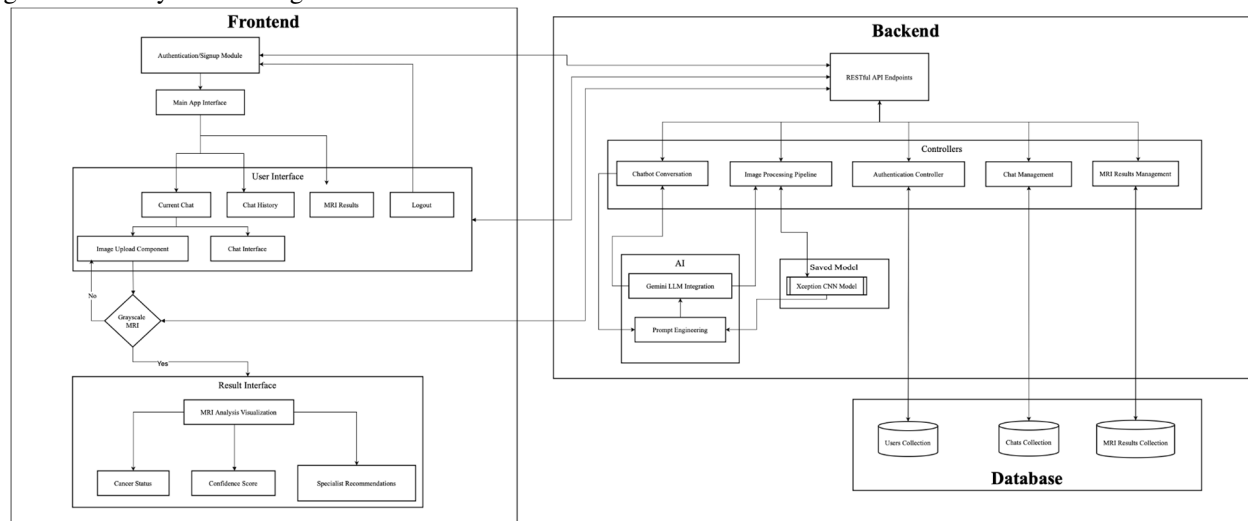 Frontend
Authentication/Signup Module
Main App Interface
User Interface
Current Chat
Chat History
MRI Results
Logout
Image Upload Component
Chat Interface
No
Grayscale
MRI
Yes
Result Interface
MRI Analysis Visualization
Cancer Status
Confidence Score
Specialist Recommendations
Backend
RESTful API Endpoints
Controllers
Chatbot Conversation
Image Processing Pipeline
Authentication Controller
Chat Management
MRI Results Management
AI
Gemini LLM Integration
Prompt Engineering
Saved Model
Xception CNN Model
Users Collection
Chats Collection
MRI Results Collection
Database